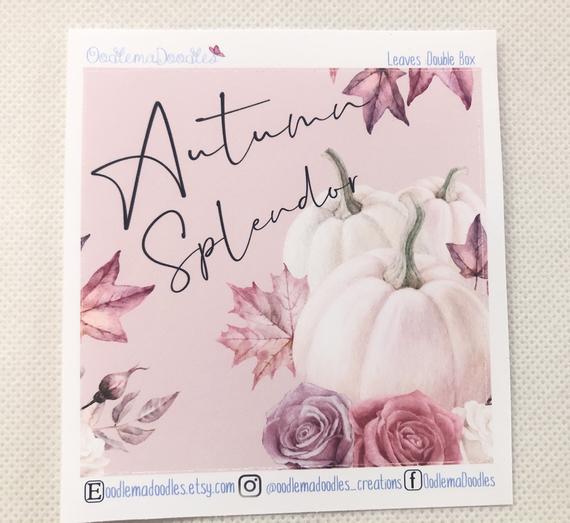 OodlemaDoodles
Leaves Double Box
Autumn
Splendor
E oodlemadoodles.etsy.com @oodlemadoodles_creations f OodlemaDoodles